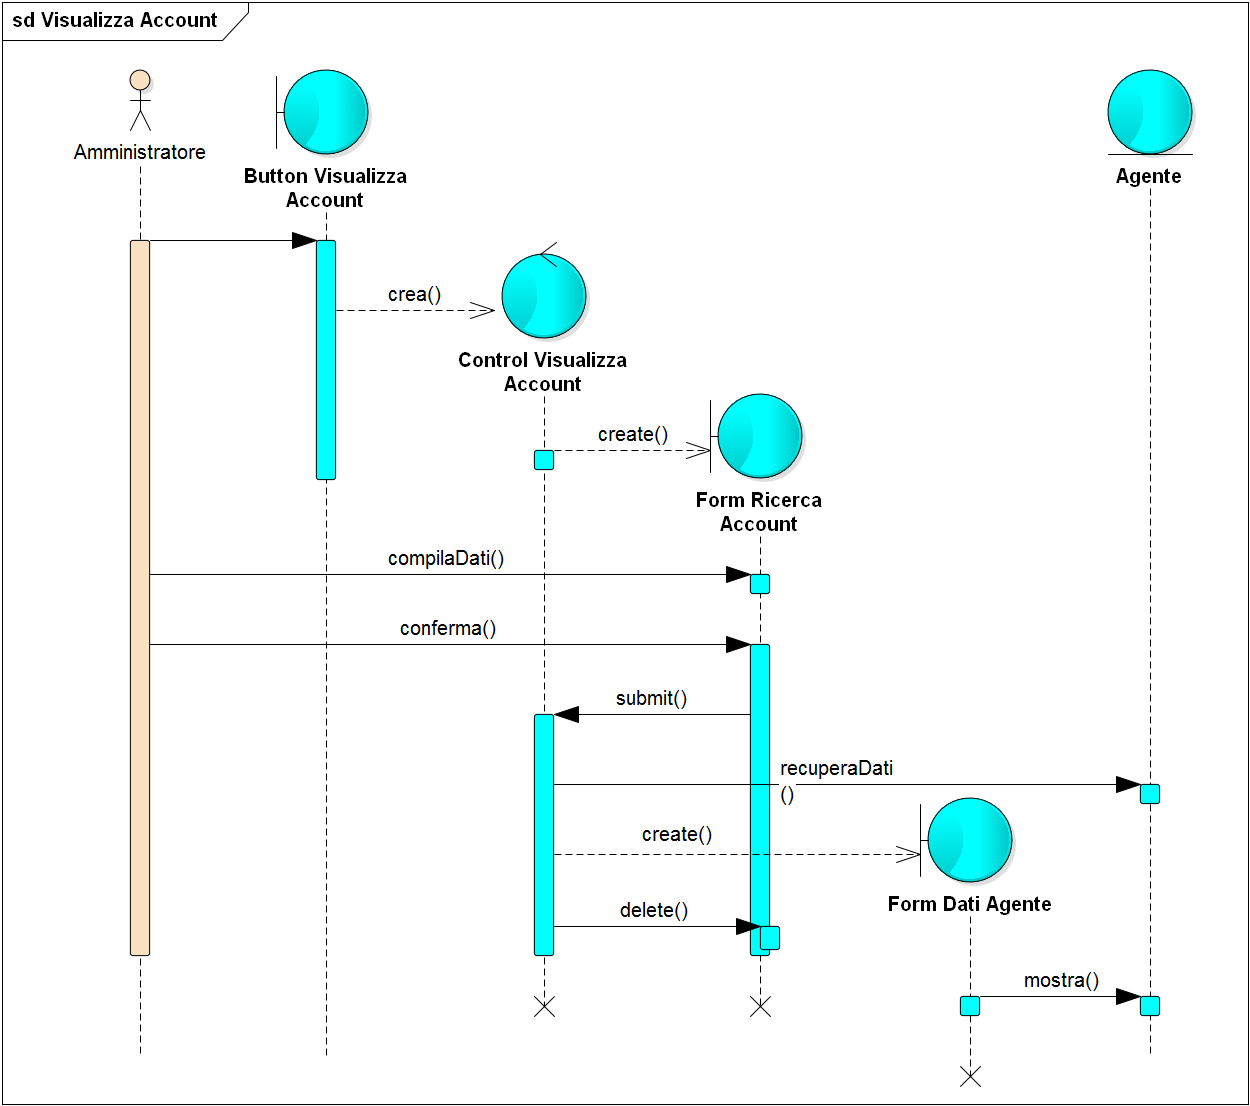 sd Visualizza Account
Amministratore
Button Visualizza
Account
Agente
crea()
Control Visualizza
Account
create()
Form Ricerca
Account
compilaDati()
conferma()
submit()
recuperaDati
()
create()
Form Dati Agente
delete()
mostra()